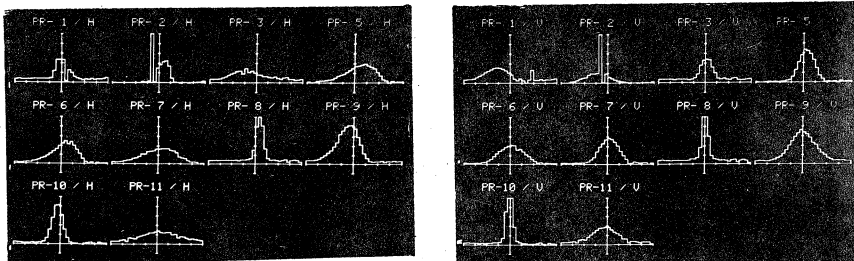 PR- 1 / H PR- 2 / H PR- 3 / H PR- 5 / H
PR- 6 / H PR- 7 / H PR- 8 / H PR- 9 / H
PR-10 / H PR-11 / H
PR- 1 / V PR- 2 / V PR- 3 / V PR- 5
PR- 6 / V PR- 7 / V PR- 8 / V PR- 9 / V
PR-10 / V PR-11 / V